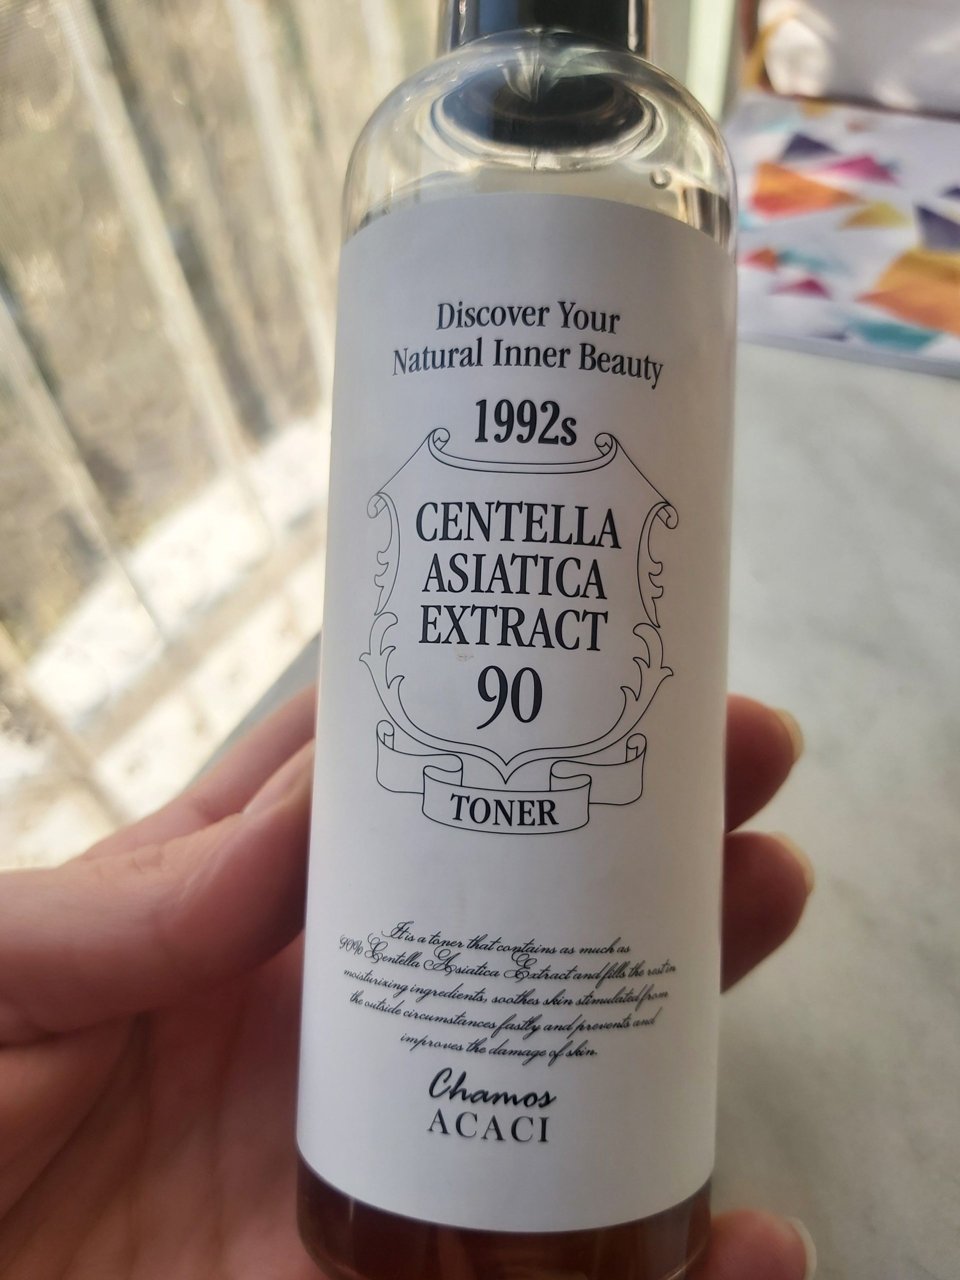 Discover Your
Natural Inner Beauty
1992s
CENTELLA
ASIATICA
EXTRACT
90
TONER
It is a toner that contains as much as
90% Centella Asiatica Extract and fills the rest in
moisturizing ingredients, soothes skin stimulated from
the outside circumstances fastly and prevents and
improves the damage of skin.
Chamos
ACACI